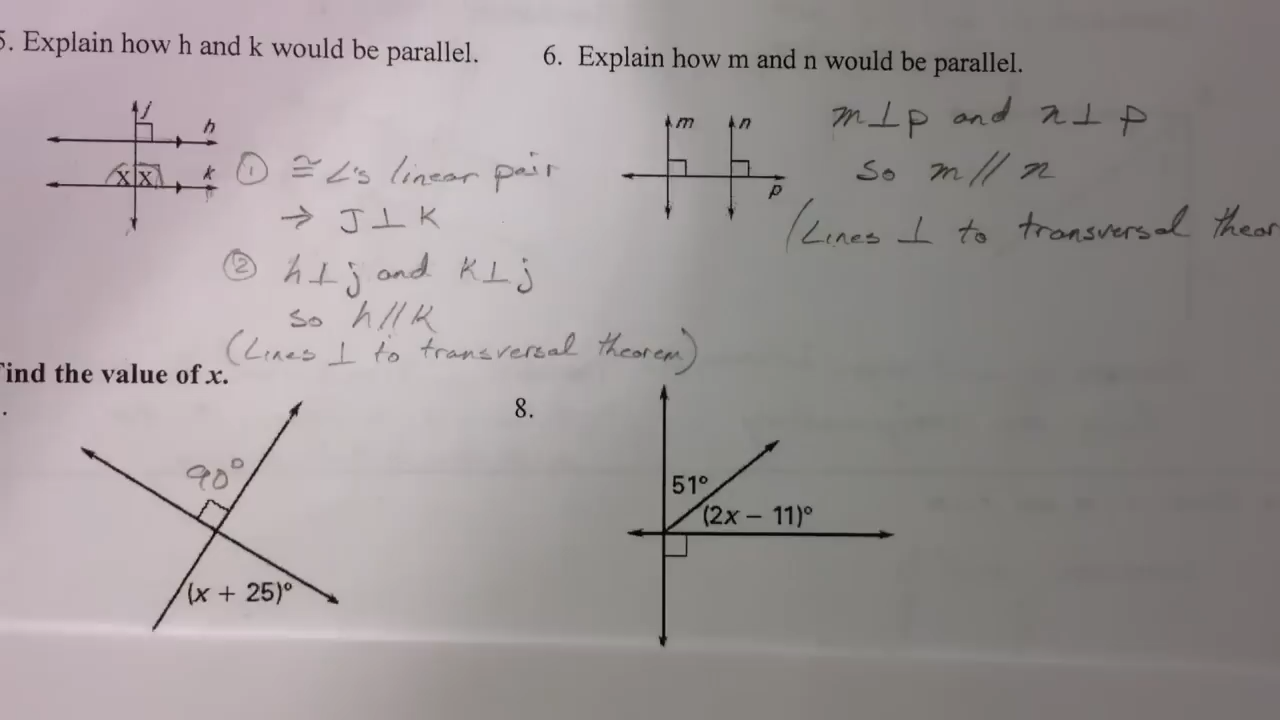 5. Explain how h and k would be parallel.
6. Explain how m and n would be parallel.
j
h
k
x x
① ≅ ∠'s linear pair
→ J ⊥ K
② h ⊥ j and K ⊥ j
so h // K
(Lines ⊥ to transversal theorem)
m
n
p
m ⊥ p and n ⊥ p
so m // n
(Lines ⊥ to transversal theor
Find the value of x.
.
90°
(x + 25)°
8.
51°
(2x − 11)°